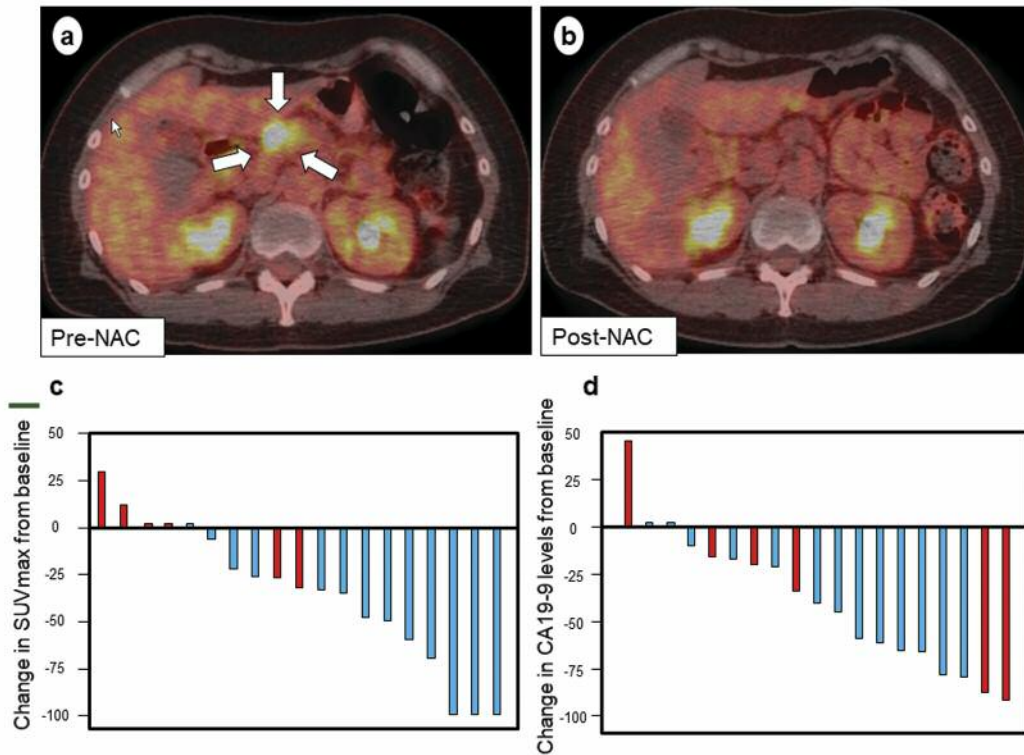 a
b
Pre-NAC
Post-NAC
c
Change in SUVmax from baseline
50
25
0
-25
-50
-75
-100
d
Change in CA19-9 levels from baseline
50
25
0
-25
-50
-75
-100